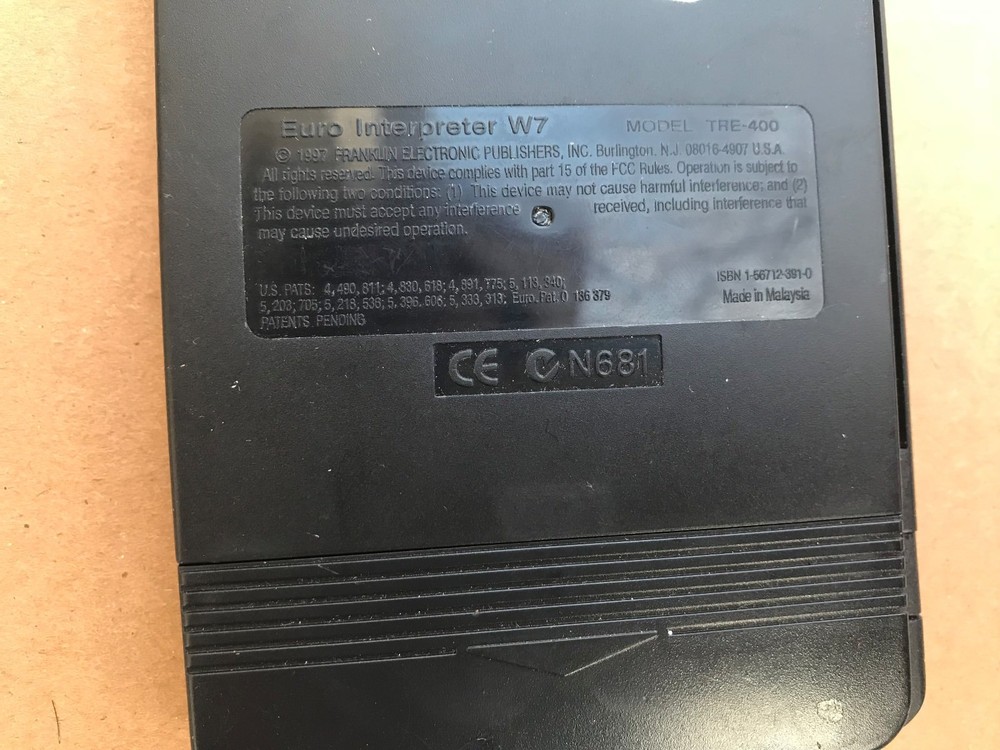 Euro Interpreter W7 MODEL TRE-400
© 1997 FRANKLIN ELECTRONIC PUBLISHERS, INC. Burlington, N.J. 08016-4907 U.S.A.
All rights reserved. This device complies with part 15 of the FCC Rules. Operation is subject to
the following two conditions: (1) This device may not cause harmful interference; and (2)
This device must accept any interference received, including interference that
may cause undesired operation.
U.S. PATS: 4,490,811; 4,830,618; 4,891,775; 5,113,340;
5,203,705; 5,218,536; 5,396,606; 5,333,313; Euro. Pat. 0 136 379
PATENTS PENDING
ISBN 1-56712-391-0
Made in Malaysia
CE N681